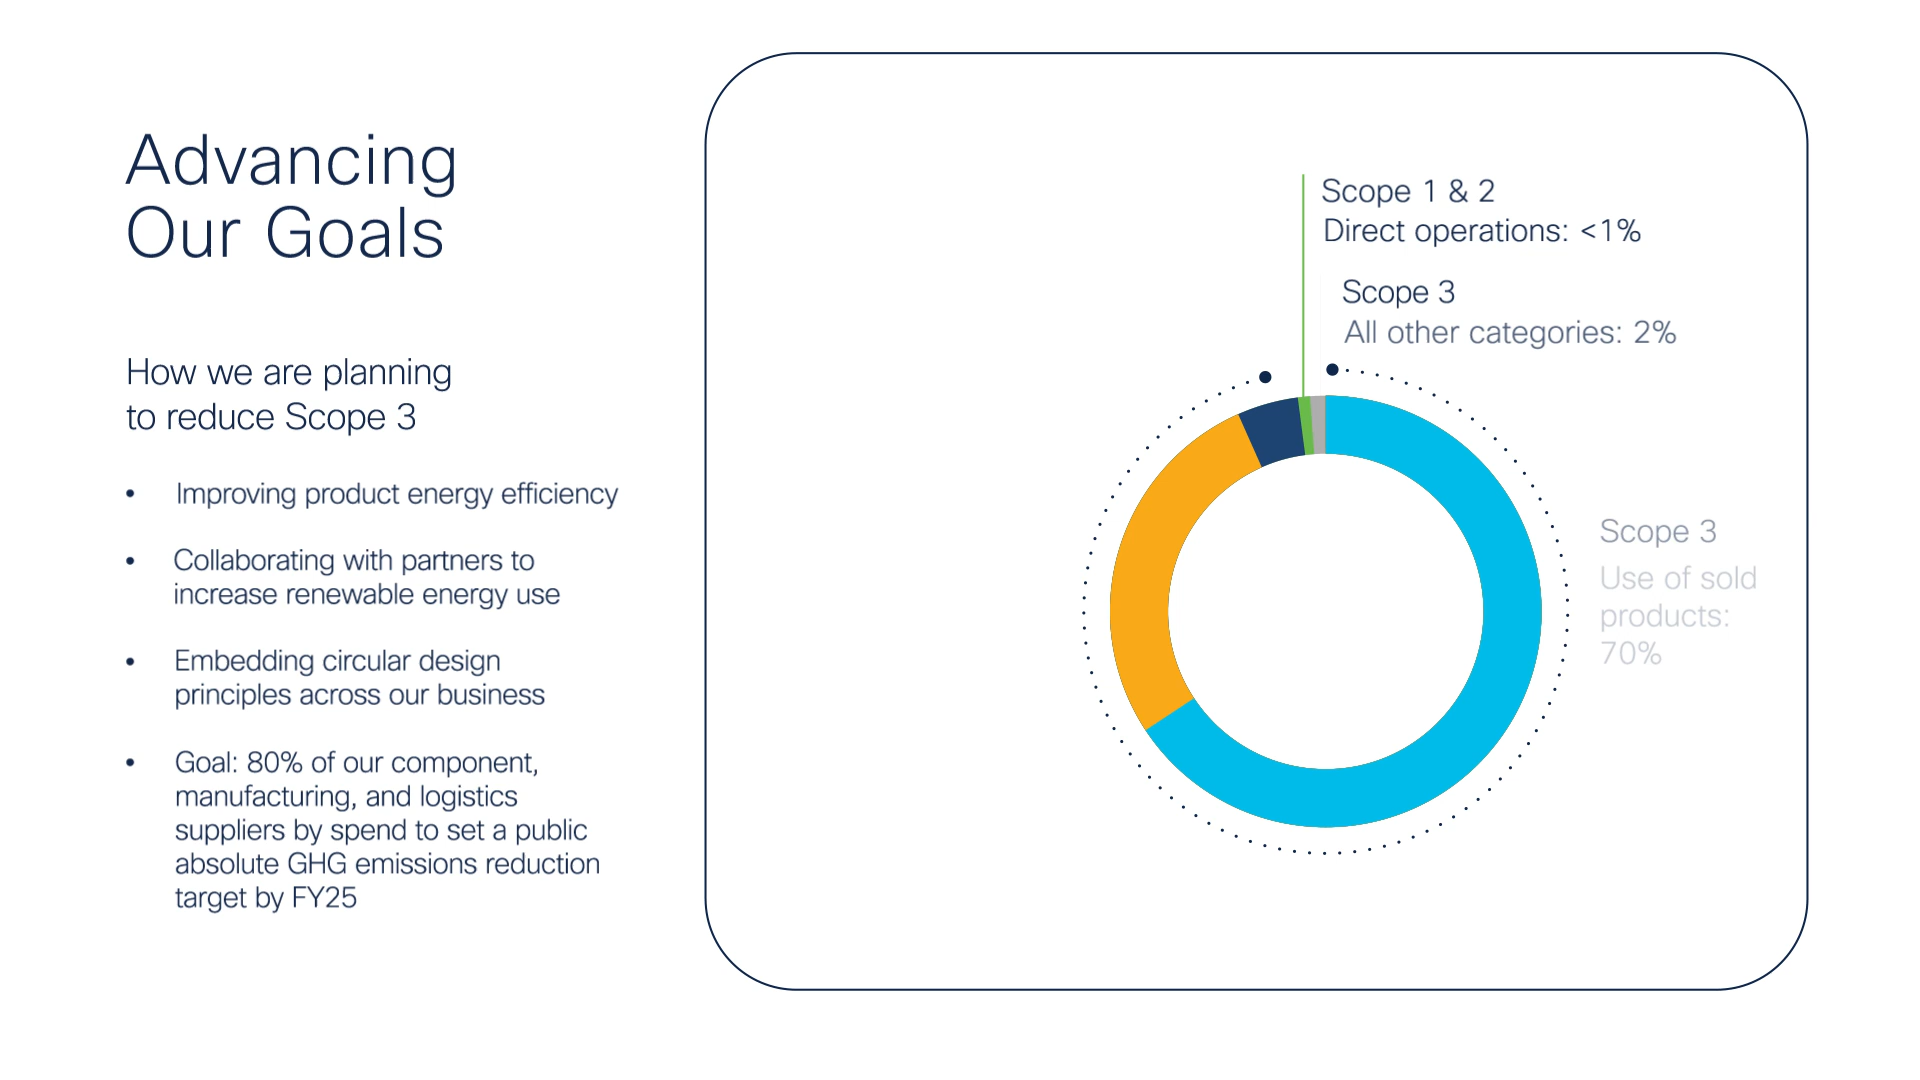 Advancing
Our Goals
How we are planning
to reduce Scope 3
• Improving product energy efficiency
• Collaborating with partners to
increase renewable energy use
• Embedding circular design
principles across our business
• Goal: 80% of our component,
manufacturing, and logistics
suppliers by spend to set a public
absolute GHG emissions reduction
target by FY25
Scope 1 & 2
Direct operations: <1%
Scope 3
All other categories: 2%
Scope 3
Use of sold
products:
70%